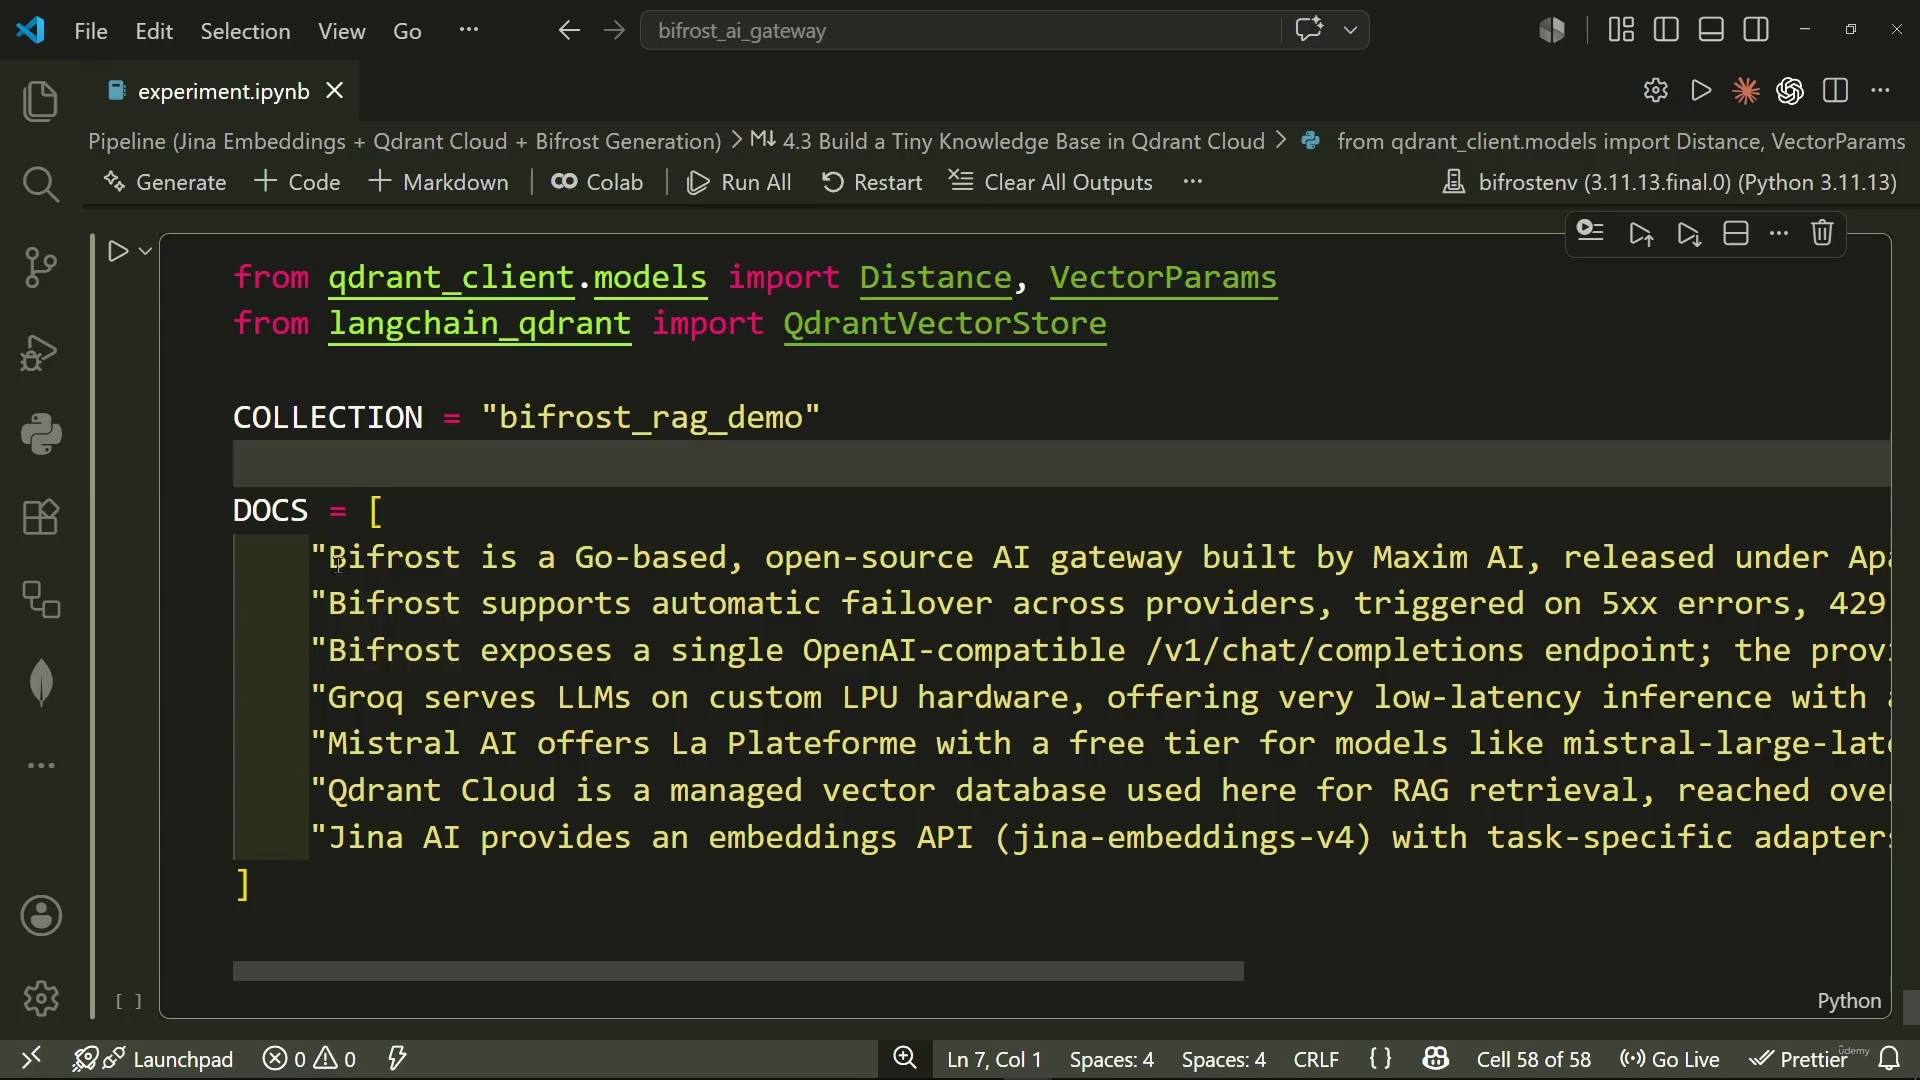 File Edit Selection View Go ··· bifrost_ai_gateway
experiment.ipynb
Pipeline (Jina Embeddings + Qdrant Cloud + Bifrost Generation) > M↓ 4.3 Build a Tiny Knowledge Base in Qdrant Cloud > from qdrant_client.models import Distance, VectorParams
Generate + Code + Markdown Colab Run All Restart Clear All Outputs ··· bifrostenv (3.11.13.final.0) (Python 3.11.13)
from qdrant_client.models import Distance, VectorParams
from langchain_qdrant import QdrantVectorStore
COLLECTION = "bifrost_rag_demo"
DOCS = [
"Bifrost is a Go-based, open-source AI gateway built by Maxim AI, released under Apa
"Bifrost supports automatic failover across providers, triggered on 5xx errors, 429
"Bifrost exposes a single OpenAI-compatible /v1/chat/completions endpoint; the prov
"Groq serves LLMs on custom LPU hardware, offering very low-latency inference with
"Mistral AI offers La Plateforme with a free tier for models like mistral-large-lat
"Qdrant Cloud is a managed vector database used here for RAG retrieval, reached over
"Jina AI provides an embeddings API (jina-embeddings-v4) with task-specific adapters
]
[ ]
Python
Launchpad 0 0 Ln 7, Col 1 Spaces: 4 Spaces: 4 CRLF { } Cell 58 of 58 Go Live Prettier
udemy